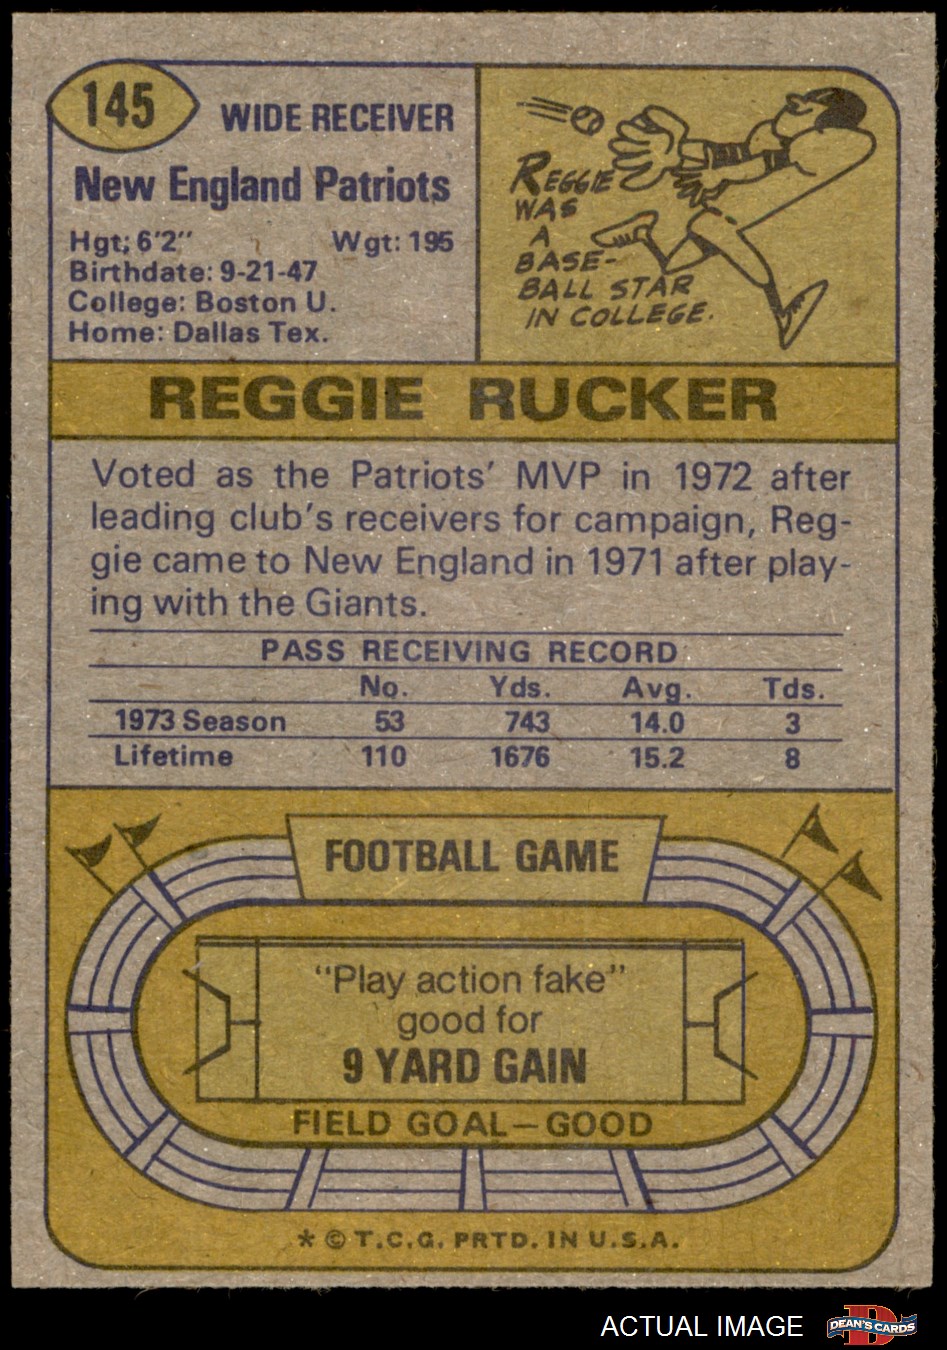 145
WIDE RECEIVER
New England Patriots
Hgt; 6'2" Wgt: 195
Birthdate: 9-21-47
College: Boston U.
Home: Dallas Tex.
REGGIE
WAS
A
BASE-
BALL STAR
IN COLLEGE.
REGGIE RUCKER
Voted as the Patriots' MVP in 1972 after
leading club's receivers for campaign, Reg-
gie came to New England in 1971 after play-
ing with the Giants.
PASS RECEIVING RECORD
No. Yds. Avg. Tds.
1973 Season 53 743 14.0 3
Lifetime 110 1676 15.2 8
FOOTBALL GAME
"Play action fake"
good for
9 YARD GAIN
FIELD GOAL—GOOD
* © T.C.G. PRTD. IN U.S.A.
ACTUAL IMAGE
D
DEAN'S CARDS